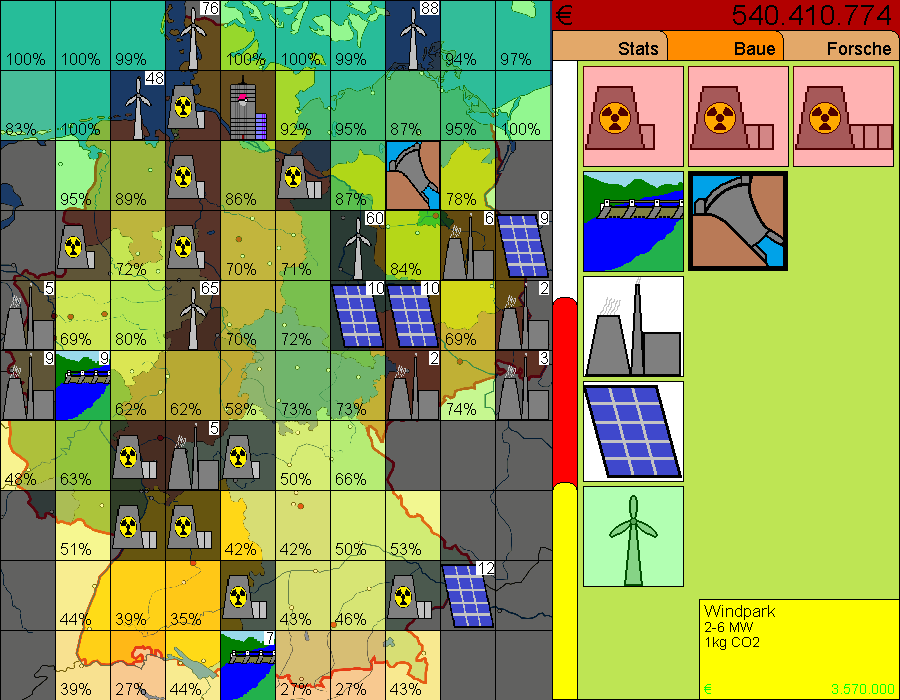 76 88 € 540.410.774
100% 100% 99% 100% 100% 99% 94% 97%
Stats Baue Forsche
48
83% 100% 92% 95% 87% 95% 100%
95% 89% 86% 87% 78%
60 6 9
72% 70% 71% 84%
5 65 10 10 2
69% 80% 70% 72% 69%
9 9 2 3
62% 62% 58% 73% 73% 74%
5
48% 63% 50% 66%
51% 42% 42% 50% 53%
12
44% 39% 35% 43% 46%
Windpark
2-6 MW
1kg CO2
7
39% 27% 44% 27% 27% 43%
€ 3.570.000